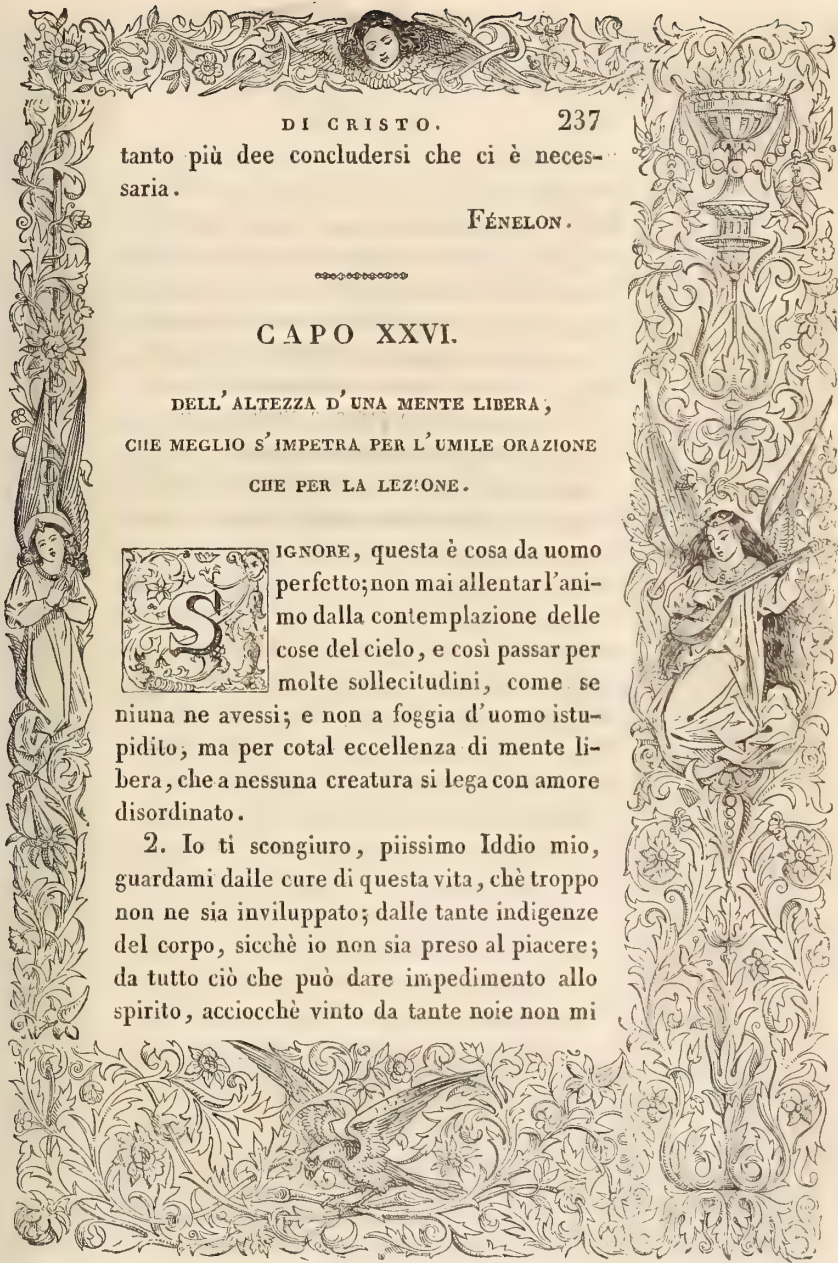 DI CRISTO. 237
tanto più dee concludersi che ci è neces-
saria.
FÉNELON.
CAPO XXVI.
DELL'ALTEZZA D'UNA MENTE LIBERA,
CHE MEGLIO S'IMPETRA PER L'UMILE ORAZIONE
CHE PER LA LEZIONE.
SIGNORE, questa è cosa da uomo
perfetto; non mai allentar l'ani-
mo dalla contemplazione delle
cose del cielo, e così passar per
molte sollecitudini, come se
niuna ne avessi; e non a foggia d'uomo istu-
pidito, ma per cotal eccellenza di mente li-
bera, che a nessuna creatura si lega con amore
disordinato.
2. Io ti scongiuro, piissimo Iddio mio,
guardami dalle cure di questa vita, chè troppo
non ne sia inviluppato; dalle tante indigenze
del corpo, sicchè io non sia preso al piacere;
da tutto ciò che può dare impedimento allo
spirito, acciocchè vinto da tante noie non mi